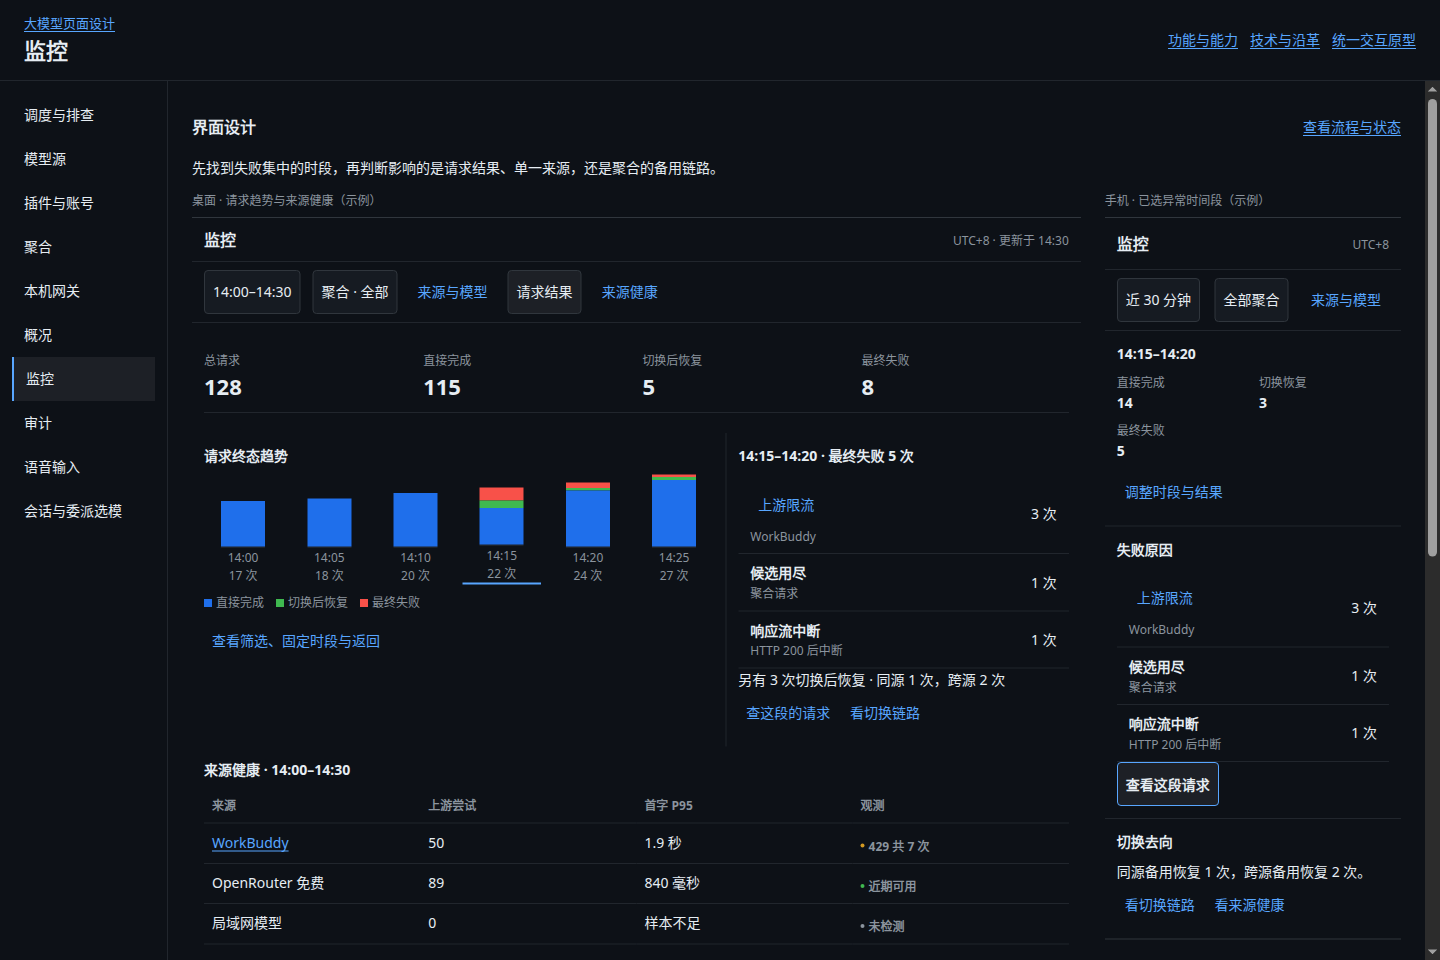 大模型页面设计
监控
功能与能力 技术与沿革 统一交互原型
调度与排查
模型源
插件与账号
聚合
本机网关
概况
监控
审计
语音输入
会话与委派选模
界面设计
查看流程与状态
先找到失败集中的时段，再判断影响的是请求结果、单一来源，还是聚合的备用链路。
桌面 · 请求趋势与来源健康（示例）
监控
UTC+8 · 更新于 14:30
14:00–14:30 聚合 · 全部 来源与模型 请求结果 来源健康
总请求 直接完成 切换后恢复 最终失败
128 115 5 8
请求终态趋势
14:00 14:05 14:10 14:15 14:20 14:25
17 次 18 次 20 次 22 次 24 次 27 次
直接完成 切换后恢复 最终失败
查看筛选、固定时段与返回
14:15–14:20 · 最终失败 5 次
上游限流
WorkBuddy
3 次
候选用尽
聚合请求
1 次
响应流中断
HTTP 200 后中断
1 次
另有 3 次切换后恢复 · 同源 1 次，跨源 2 次
查这段的请求 看切换链路
来源健康 · 14:00–14:30
来源 上游尝试 首字 P95 观测
WorkBuddy 50 1.9 秒 • 429 共 7 次
OpenRouter 免费 89 840 毫秒 • 近期可用
局域网模型 0 样本不足 • 未检测
手机 · 已选异常时间段（示例）
监控
UTC+8
近 30 分钟 全部聚合 来源与模型
14:15–14:20
直接完成 切换恢复
14 3
最终失败
5
调整时段与结果
失败原因
上游限流
WorkBuddy
3 次
候选用尽
聚合请求
1 次
响应流中断
HTTP 200 后中断
1 次
查看这段请求
切换去向
同源备用恢复 1 次，跨源备用恢复 2 次。
看切换链路 看来源健康